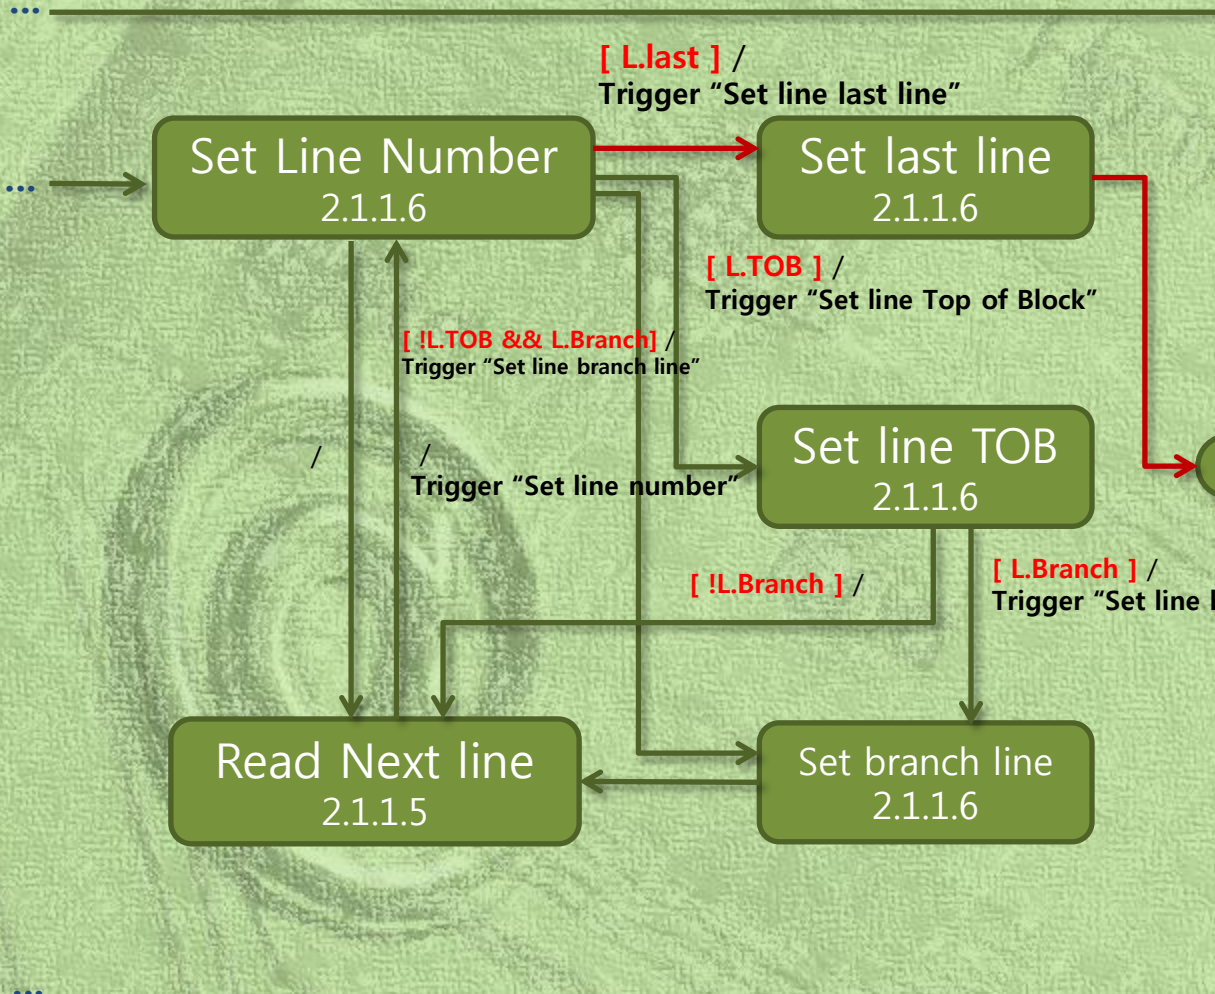 ...
[ L.last ] /
Trigger “Set line last line”
Set Line Number
2.1.1.6
Set last line
2.1.1.6
...
[ L.TOB ] /
Trigger “Set line Top of Block”
[ !L.TOB && L.Branch] /
Trigger “Set line branch line”
Set line TOB
2.1.1.6
/
/
Trigger “Set line number”
[ !L.Branch ] /
[ L.Branch ] /
Trigger “Set line
Read Next line
2.1.1.5
Set branch line
2.1.1.6
...